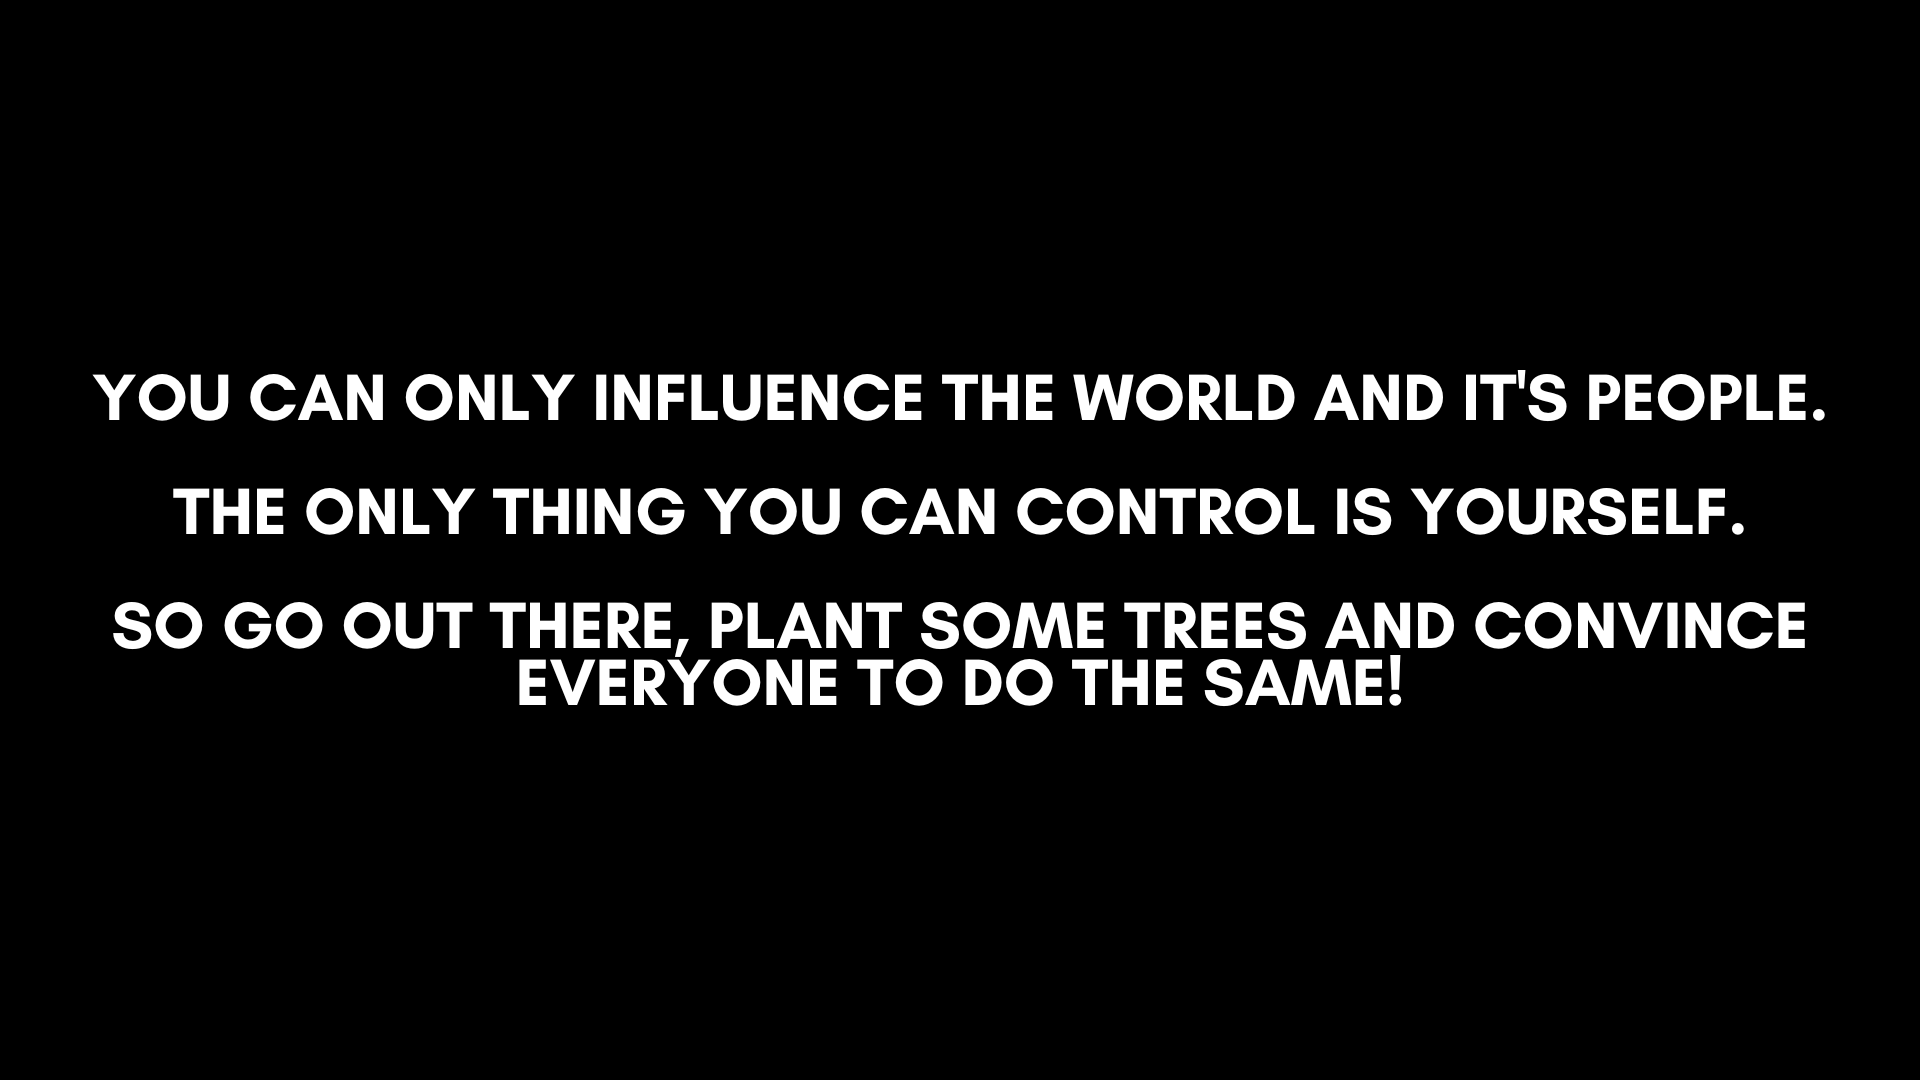 YOU CAN ONLY INFLUENCE THE WORLD AND IT'S PEOPLE.
THE ONLY THING YOU CAN CONTROL IS YOURSELF.
SO GO OUT THERE, PLANT SOME TREES AND CONVINCE
EVERYONE TO DO THE SAME!